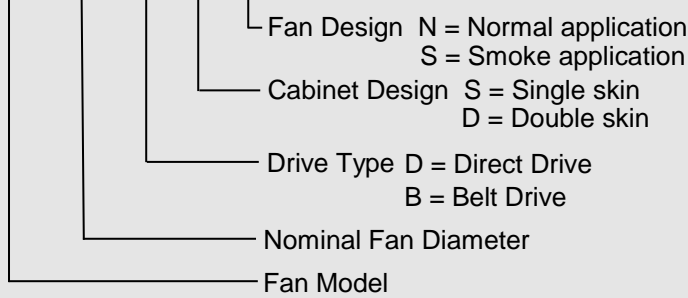 Fan Design N = Normal application
S = Smoke application
Cabinet Design S = Single skin
D = Double skin
Drive Type D = Direct Drive
B = Belt Drive
Nominal Fan Diameter
Fan Model